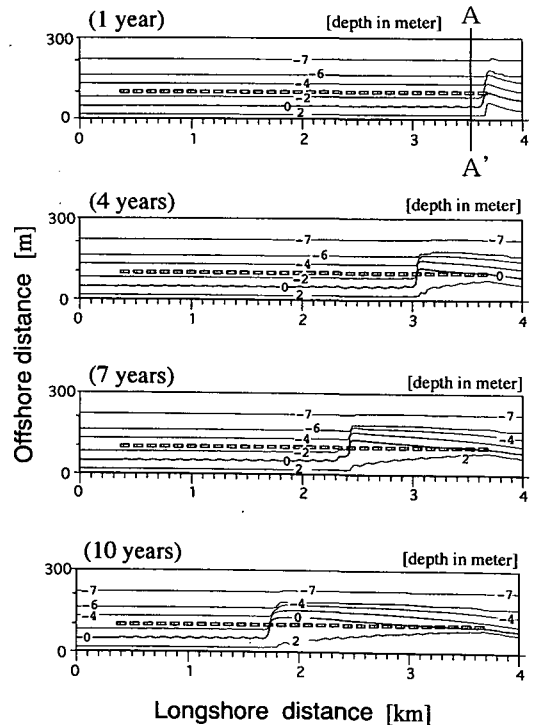 (1 year) [depth in meter] A
300
-7
-6
-4
-2
0
0 2
0 1 2 3 4
A'
(4 years) [depth in meter]
300
-7 -7
-6
-4
-2 0
0
0 2
0 1 2 3 4
(7 years) [depth in meter]
300
-7 -7
-6
-4 -4
-2
0 2
0 2
0 1 2 3 4
(10 years) [depth in meter]
300
-7 -7 -7
-6 -4
-4 0 -4
0
0 2
0 1 2 3 4
Offshore distance [m]
Longshore distance [km]